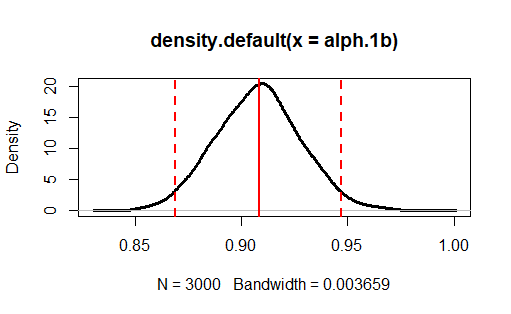 density.default(x = alph.1b)
Density
20
15
10
5
0
0.85 0.90 0.95 1.00
N = 3000 Bandwidth = 0.003659